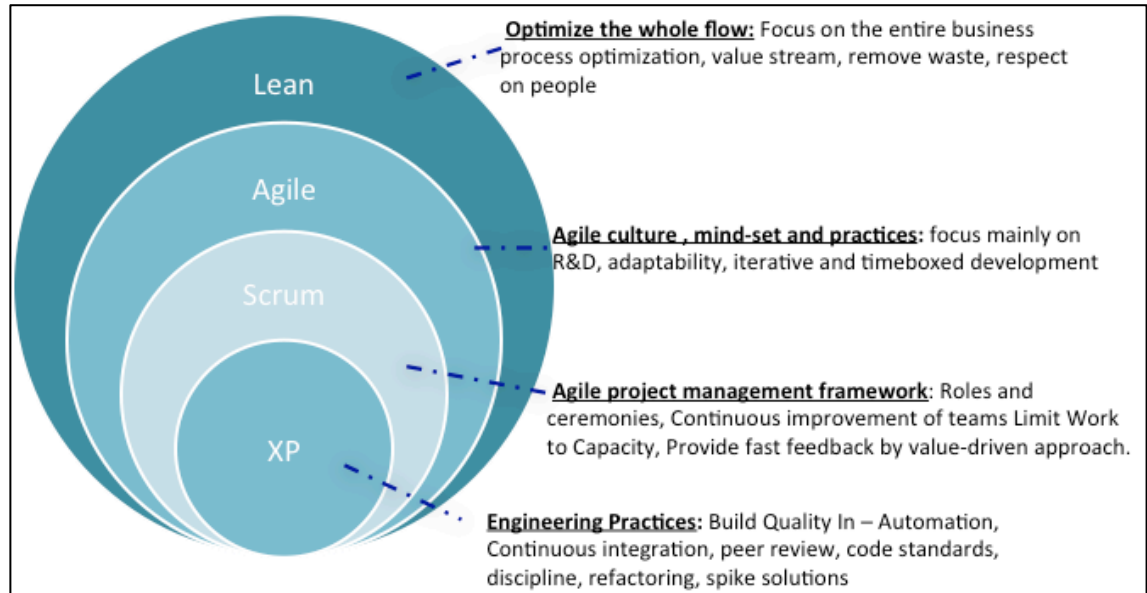 Optimize the whole flow: Focus on the entire business
process optimization, value stream, remove waste, respect
on people
Lean
Agile
Agile culture , mind-set and practices: focus mainly on
R&D, adaptability, iterative and timeboxed development
Scrum
Agile project management framework: Roles and
ceremonies, Continuous improvement of teams Limit Work
to Capacity, Provide fast feedback by value-driven approach.
XP
Engineering Practices: Build Quality In – Automation,
Continuous integration, peer review, code standards,
discipline, refactoring, spike solutions